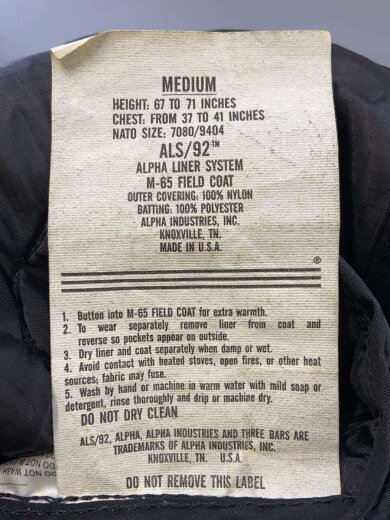 MEDIUM
HEIGHT: 67 TO 71 INCHES
CHEST: FROM 37 TO 41 INCHES
NATO SIZE: 7080/9404
ALS/92™
ALPHA LINER SYSTEM
M-65 FIELD COAT
OUTER COVERING: 100% NYLON
BATTING: 100% POLYESTER
ALPHA INDUSTRIES, INC.
KNOXVILLE, TN.
MADE IN U.S.A.
®
1. Button into M-65 FIELD COAT for extra warmth.
2. To wear separately remove liner from coat and
reverse so pockets appear on outside.
3. Dry liner and coat separately when damp or wet.
4. Avoid contact with heated stoves, open fires, or other heat
sources; fabric may fuse.
5. Wash by hand or machine in warm water with mild soap or
detergent, rinse thoroughly and drip or machine dry.
DO NOT DRY CLEAN
ALS/92, ALPHA, ALPHA INDUSTRIES AND THREE BARS ARE
TRADEMARKS OF ALPHA INDUSTRIES, INC.
KNOXVILLE, TN. U.S.A.
DO NOT REMOVE THIS LABEL
DO NOT WASH